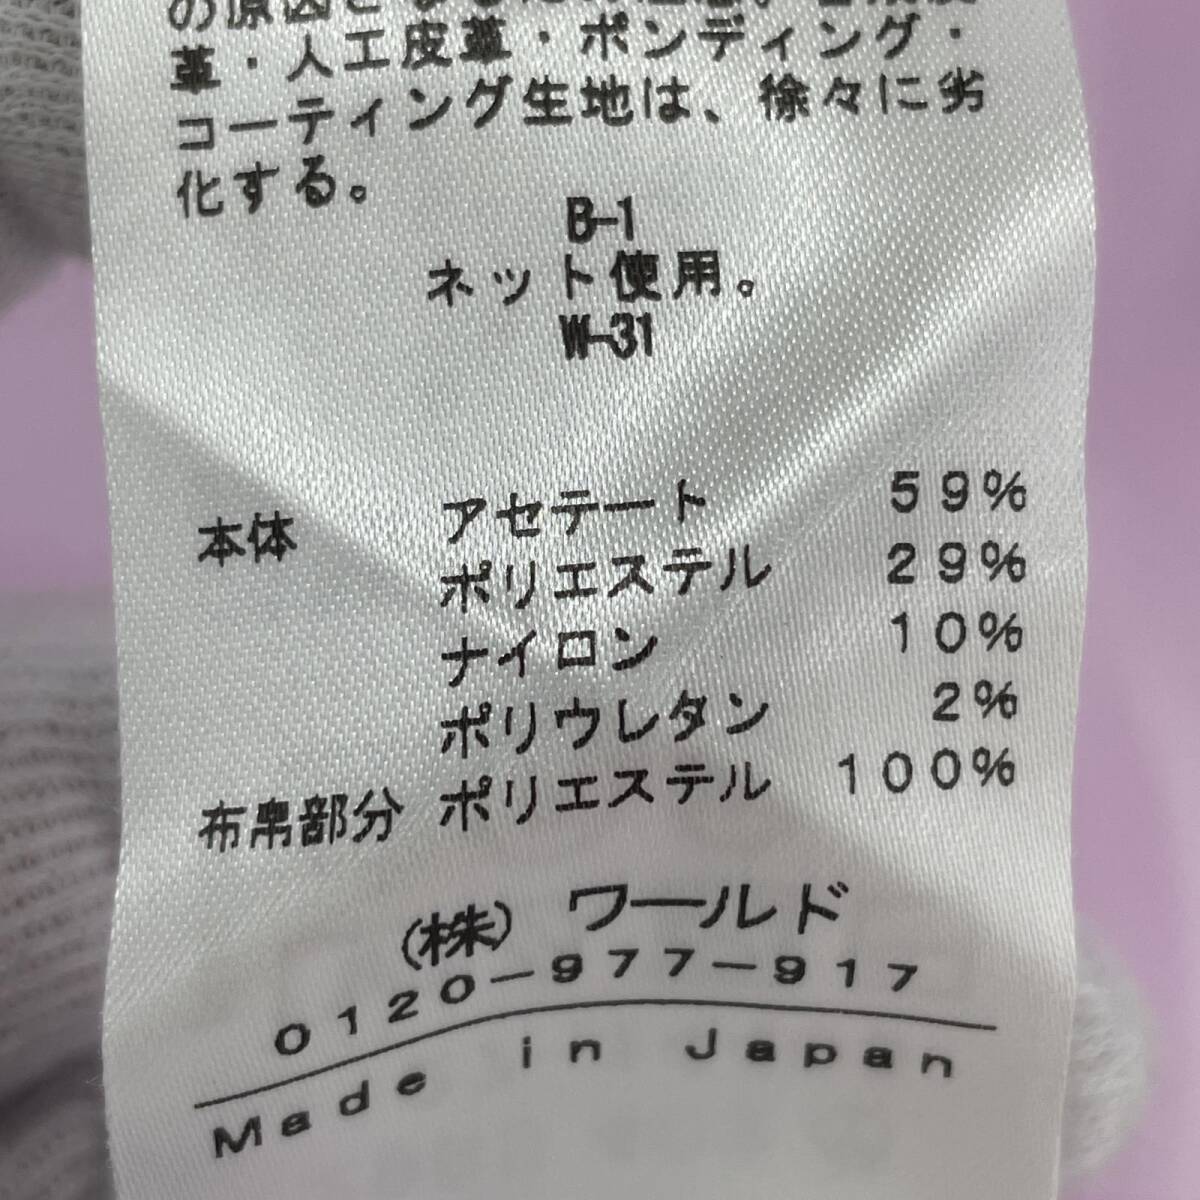 革・人工皮革・ボンディング・
コーティング生地は、徐々に劣
化する。
B-1
ネット使用。
W-31
本体 アセテート 59%
ポリエステル 29%
ナイロン 10%
ポリウレタン 2%
布帛部分 ポリエステル 100%
(株) ワールド
0120-977-917
Made in Japan